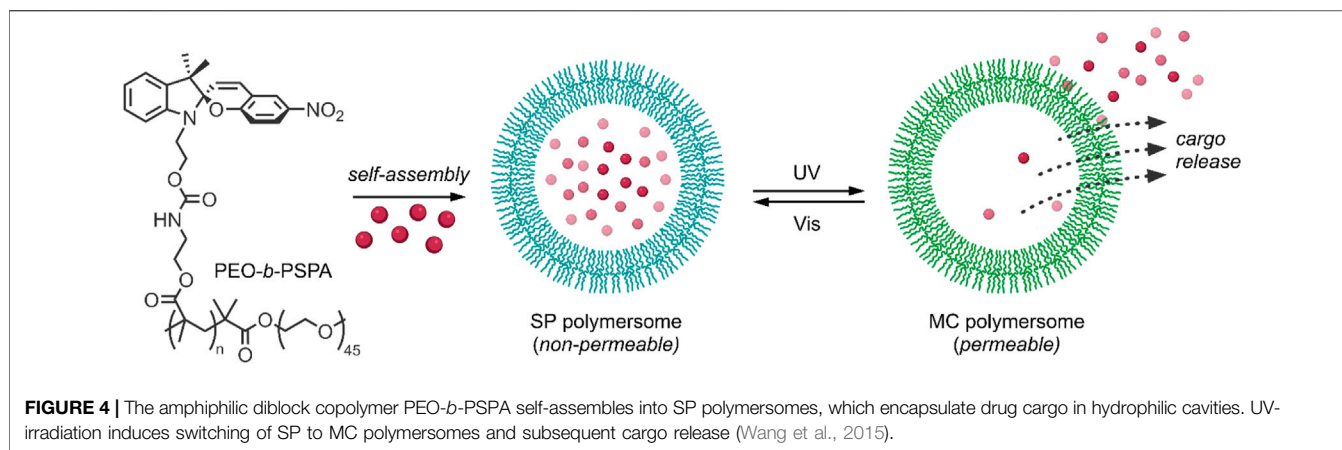 NO₂
N
O
O
O
HN
O
PEO-b-PSPA
O
O
n
O
O
O
45
self-assembly
UV
Vis
cargo
release
SP polymersome
(non-permeable)
MC polymersome
(permeable)
FIGURE 4 | The amphiphilic diblock copolymer PEO-b-PSPA self-assembles into SP polymersomes, which encapsulate drug cargo in hydrophilic cavities. UV-
irradiation induces switching of SP to MC polymersomes and subsequent cargo release (Wang et al., 2015).